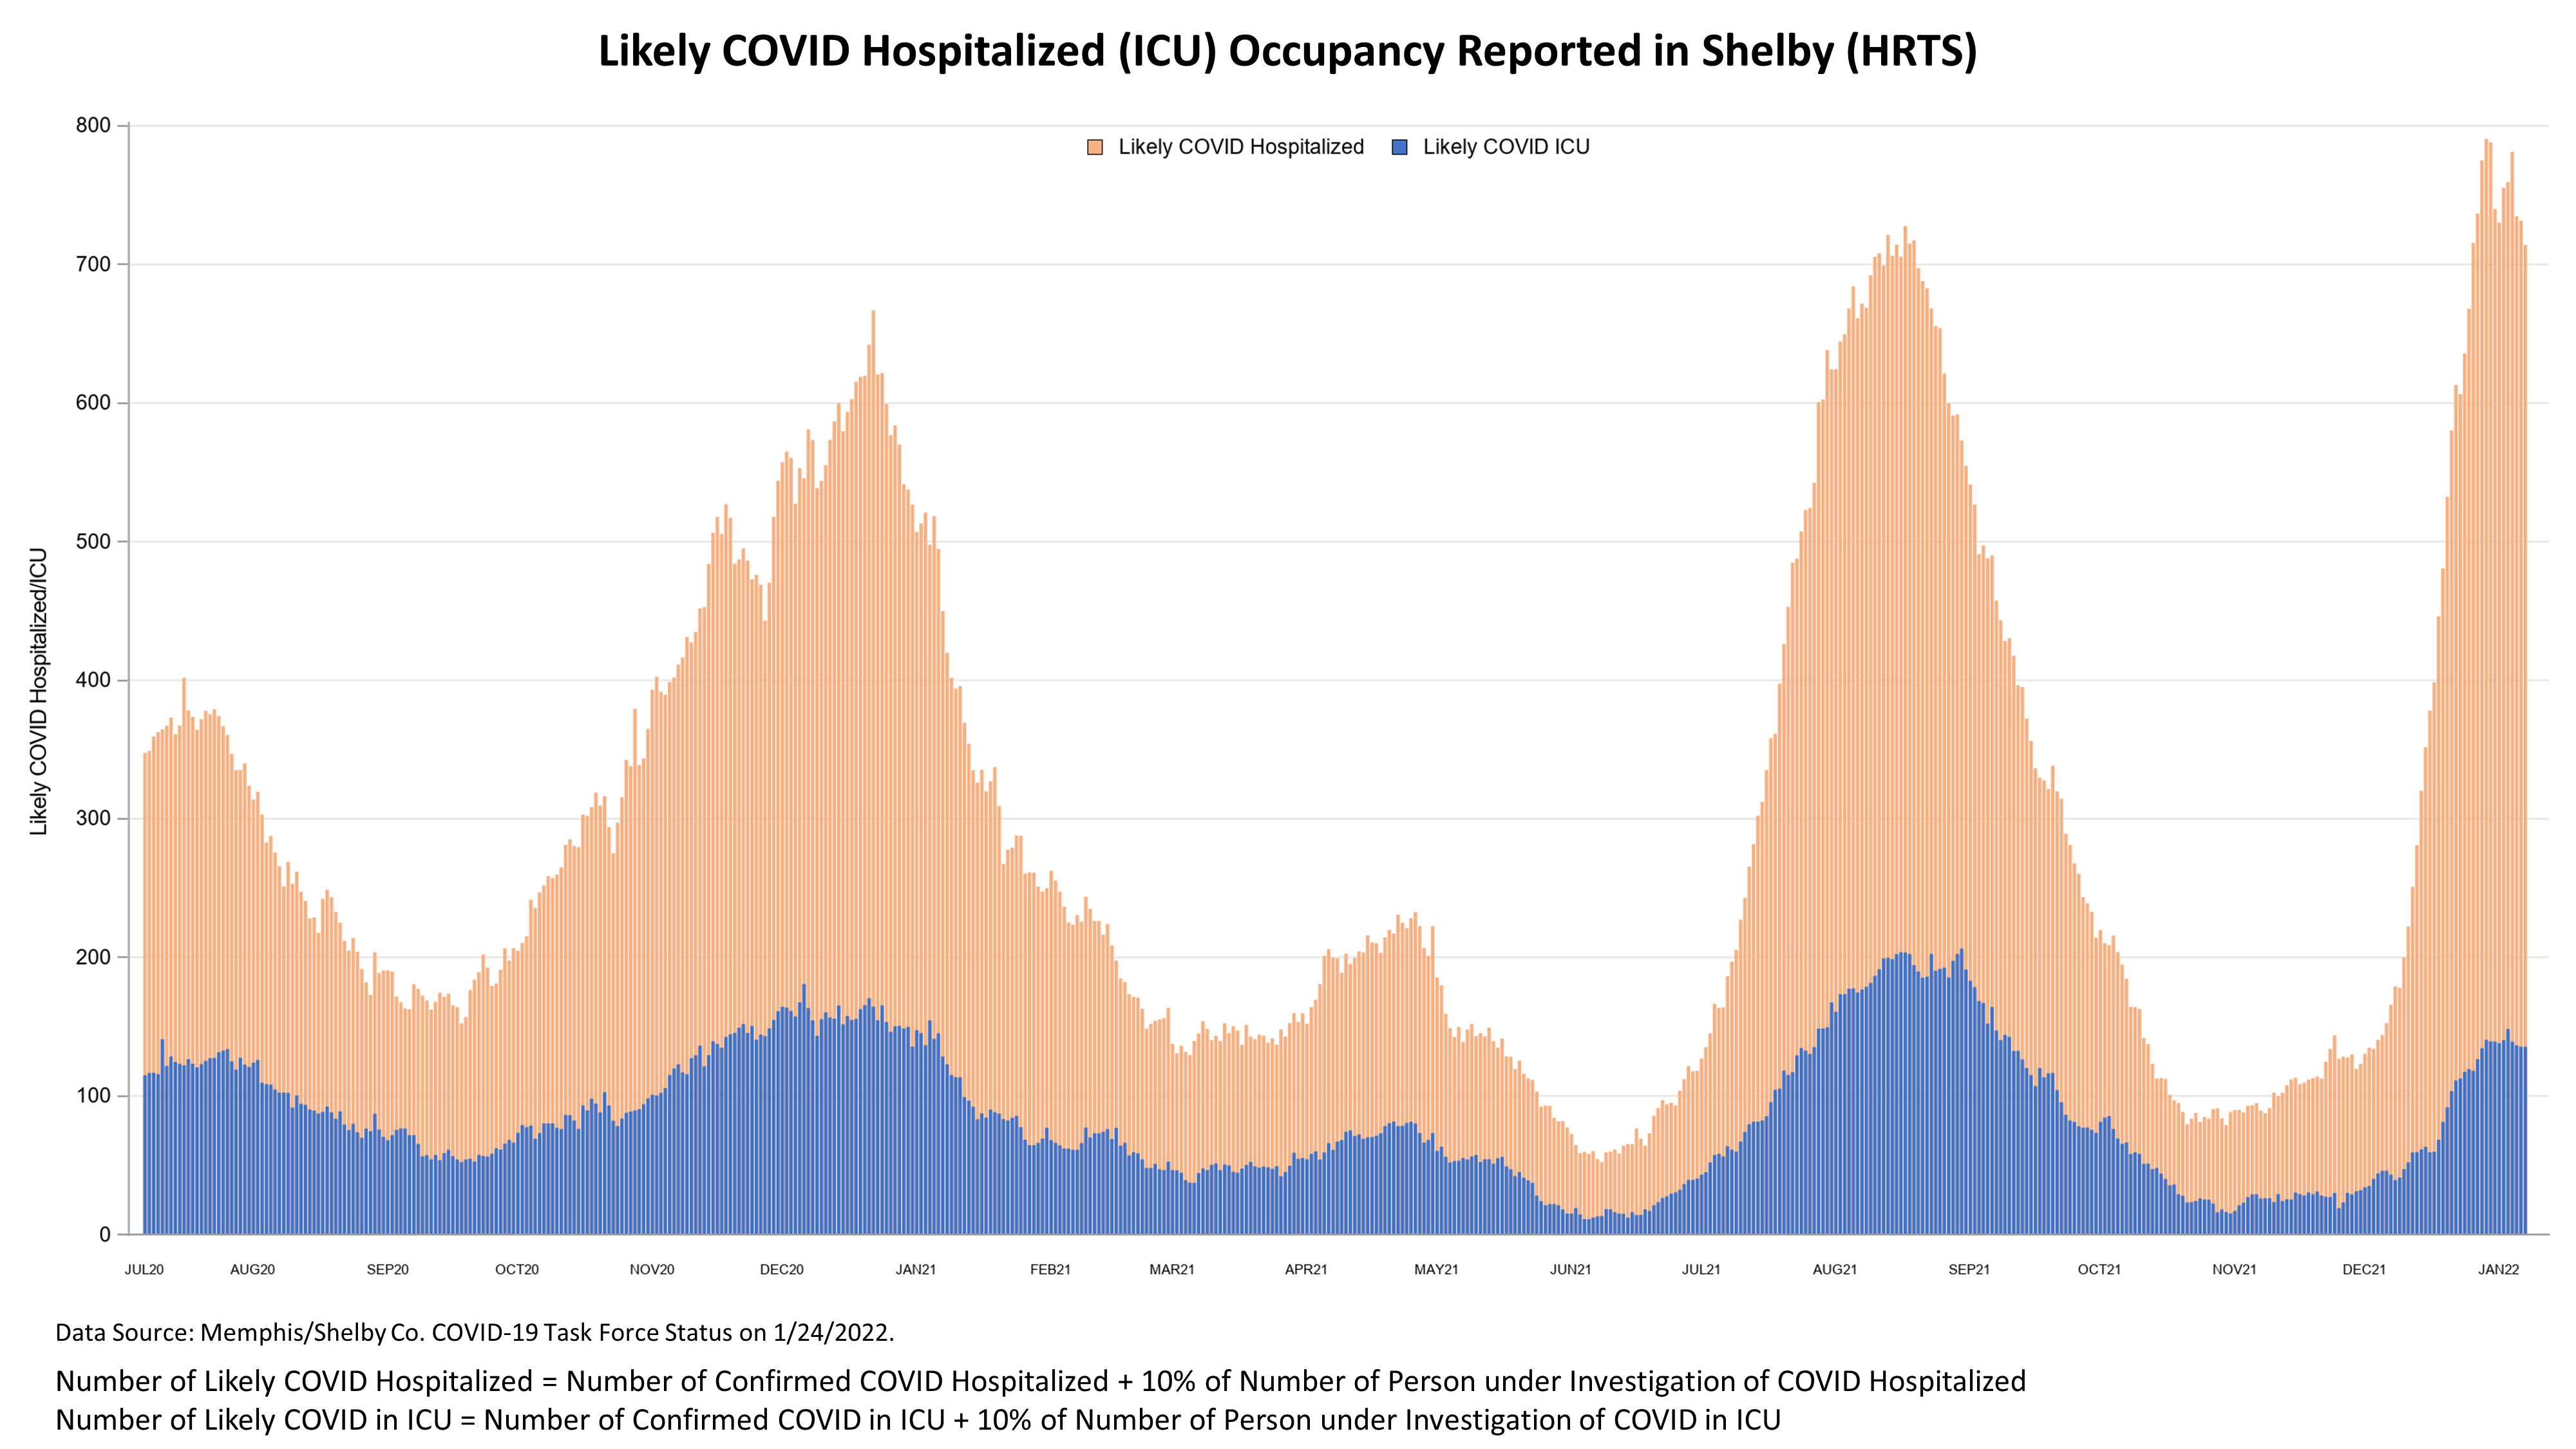 Likely COVID Hospitalized (ICU) Occupancy Reported in Shelby (HRTS)
Likely COVID Hospitalized
Likely COVID ICU
Likely COVID Hospitalized/ICU
800
700
600
500
400
300
200
100
0
JUL20
AUG20
SEP20
OCT20
NOV20
DEC20
JAN21
FEB21
MAR21
APR21
MAY21
JUN21
JUL21
AUG21
SEP21
OCT21
NOV21
DEC21
JAN22
Data Source: Memphis/Shelby Co. COVID-19 Task Force Status on 1/24/2022.
Number of Likely COVID Hospitalized = Number of Confirmed COVID Hospitalized + 10% of Number of Person under Investigation of COVID Hospitalized
Number of Likely COVID in ICU = Number of Confirmed COVID in ICU + 10% of Number of Person under Investigation of COVID in ICU